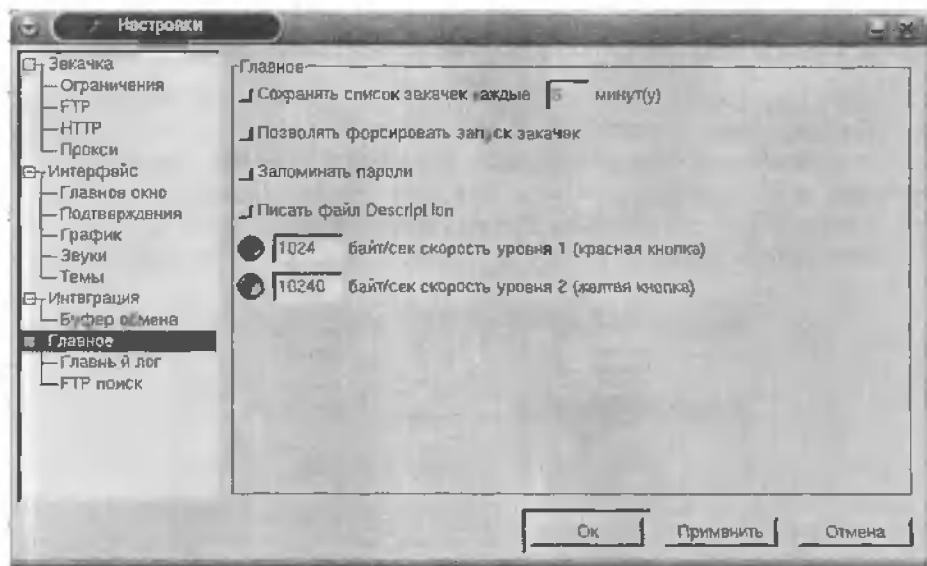 Настройки
Закачка
Ограничения
FTP
HTTP
Прокси
Интерфейс
Главное окно
Подтверждения
График
Звуки
Темы
Интеграция
Буфер обмена
Главное
Главный лог
FTP поиск
Главное
Сохранять список закачек каждые 5 минут(у)
Позволять форсировать запуск закачек
Запоминать пароли
Писать файл Description
1024 байт/сек скорость уровня 1 (красная кнопка)
10240 байт/сек скорость уровня 2 (желтая кнопка)
Ок
Применить
Отмена